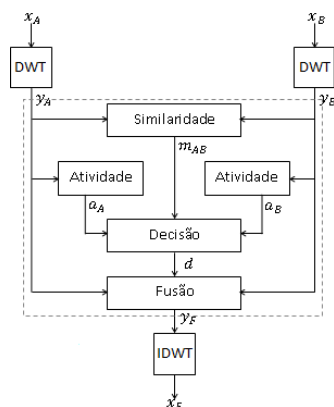 x_A x_B
DWT DWT
y_A y_B
Similaridade
m_AB
Atividade Atividade
a_A a_B
Decisão
d
Fusão
y_F
IDWT
x_F